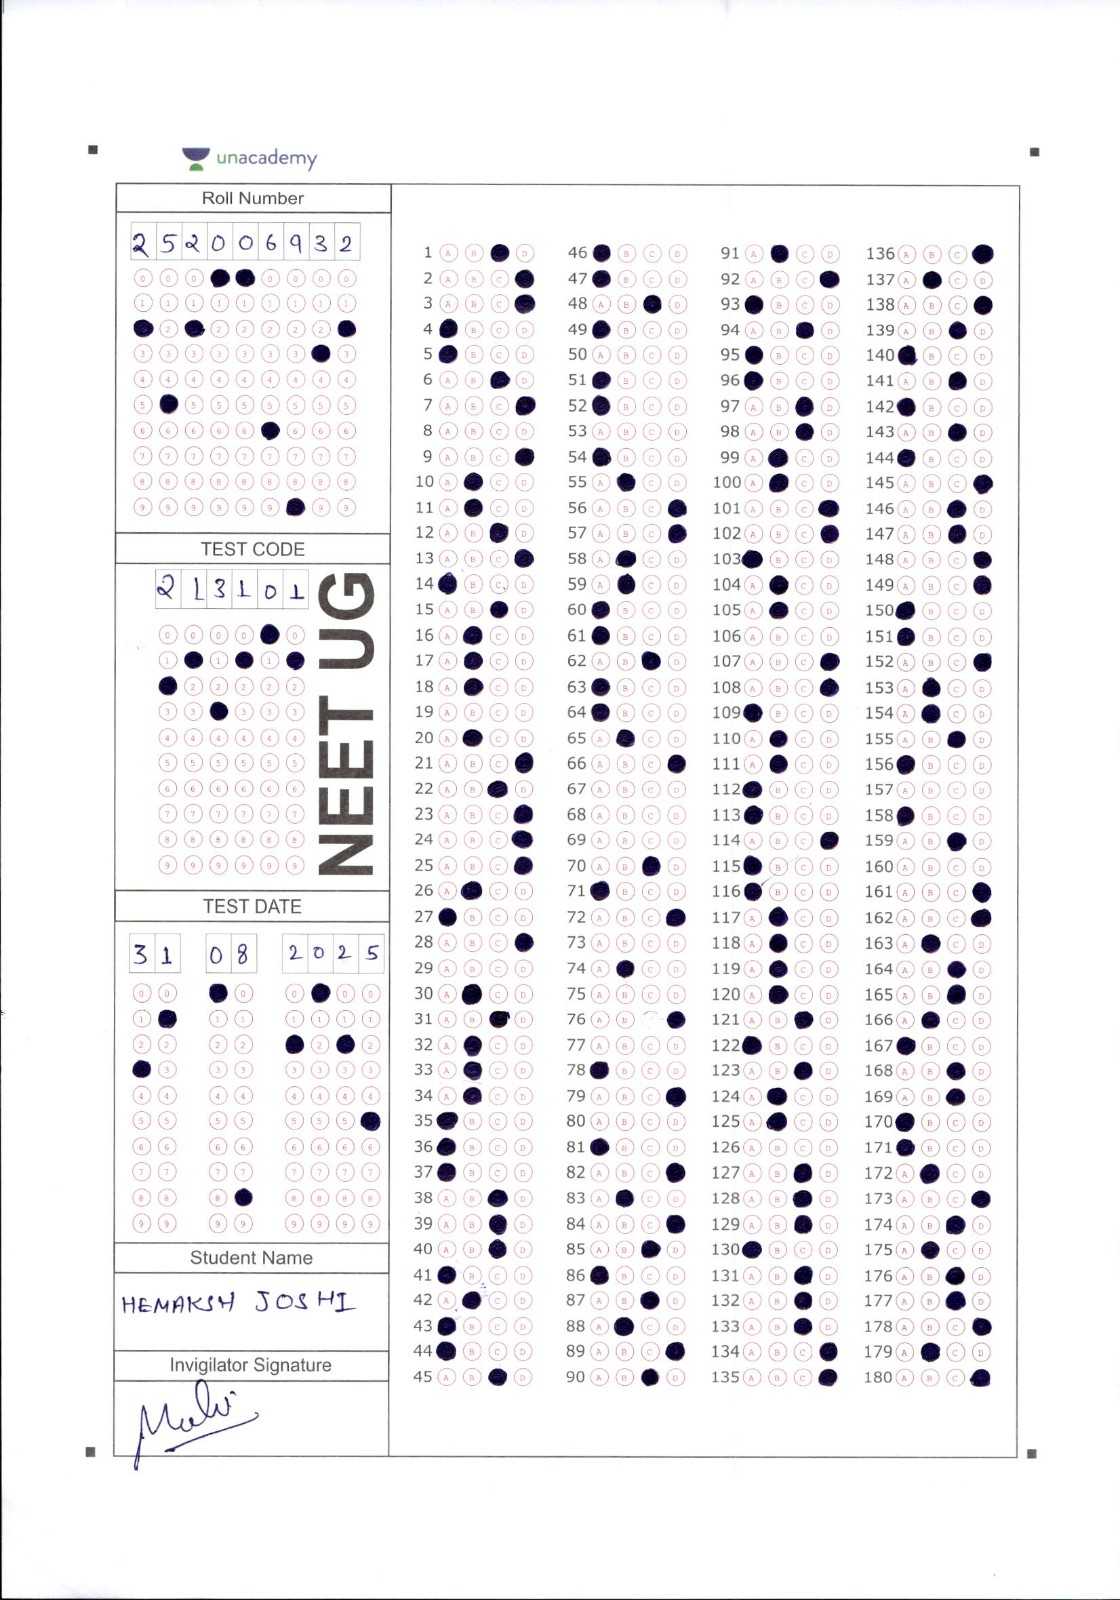 unacademy
Roll Number
2 5 2 0 0 6 9 3 2
TEST CODE
2 1 3 1 0 1
NEET UG
TEST DATE
3 1 0 8 2 0 2 5
Student Name
HEMAKSH JOSHI
Invigilator Signature
1 A B D
2 A B C
3 A B C
4 B C D
5 B C D
6 A B D
7 A B C
8 A B C D
9 A B C
10 A C D
11 A C D
12 A B D
13 A B C
14 B C D
15 A B D
16 A C D
17 A C D
18 A C D
19 A B C D
20 A C D
21 A B C
22 A B D
23 A B C
24 A B C
25 A B C
26 A C D
27 B C D
28 A B C
29 A B C D
30 A C D
31 A B D
32 A C D
33 A C D
34 A C D
35 B C D
36 B C D
37 B C D
38 A B D
39 A B D
40 A B D
41 B C D
42 A C D
43 B C D
44 B C D
45 A B D
46 B C D
47 B C D
48 A B D
49 B C D
50 A B C D
51 B C D
52 B C D
53 A B C D
54 B C D
55 A C D
56 A B C
57 A B C
58 A C D
59 A C D
60 B C D
61 B C D
62 A B D
63 B C D
64 B C D
65 A C D
66 A B C
67 A B C D
68 A B C D
69 A B C D
70 A B D
71 B C D
72 A B C
73 A B C D
74 A C D
75 A B C D
76 A B
77 A B C D
78 B C D
79 A B C
80 A B C D
81 B C D
82 A B C
83 A C D
84 A B C
85 A B D
86 B C D
87 A B D
88 A C D
89 A B C
90 A B D
91 A C D
92 A B C
93 B C D
94 A B D
95 B C D
96 B C D
97 A B D
98 A B D
99 A C D
100 A C D
101 A B C
102 A B C
103 B C D
104 A C D
105 A C D
106 A B C D
107 A B C
108 A B C
109 B C D
110 A C D
111 A C D
112 B C D
113 B C D
114 A B C
115 B C D
116 B C D
117 A C D
118 A C D
119 A C D
120 A C D
121 A B D
122 B C D
123 A B D
124 A C D
125 A C D
126 A B C D
127 A B D
128 A B D
129 A B D
130 B C D
131 A B D
132 A B D
133 A B D
134 A B C
135 A B C
136 A B C
137 A C D
138 A B C
139 A B D
140 B C D
141 A B D
142 B C D
143 A B D
144 B C D
145 A B C
146 A B D
147 A B D
148 A B C
149 A B C
150 B C D
151 B C D
152 A B C
153 A C D
154 A C D
155 A B D
156 B C D
157 A B C D
158 B C D
159 A B D
160 A B C D
161 A B C
162 A B C
163 A C D
164 A B D
165 A B D
166 A C D
167 B C D
168 A B D
169 A B D
170 B C D
171 B C D
172 A C D
173 A B C
174 A B D
175 A C D
176 A B D
177 A B D
178 A B C
179 A C D
180 A B C